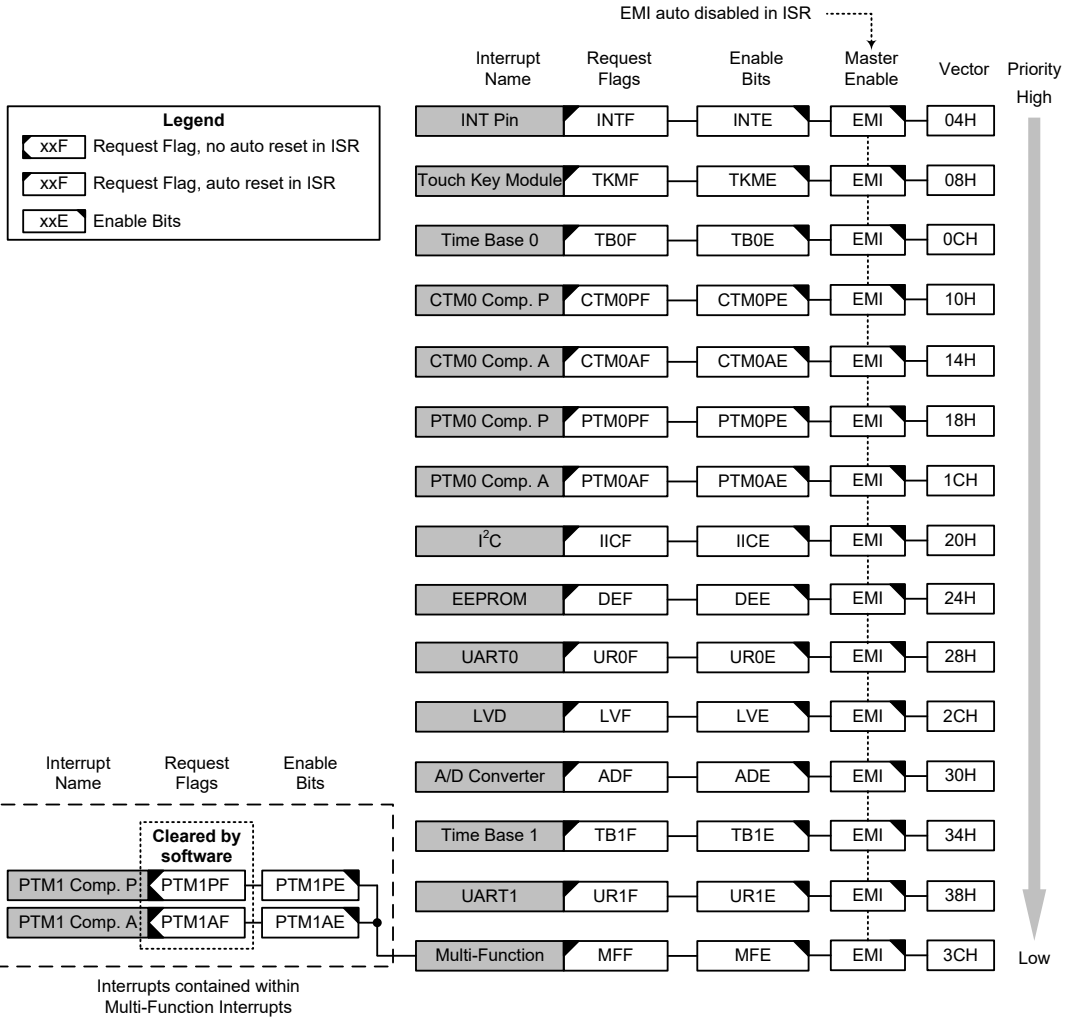 EMI auto disabled in ISR
Interrupt Name Request Flags Enable Bits Master Enable Vector Priority
High
Legend
xxF Request Flag, no auto reset in ISR
xxF Request Flag, auto reset in ISR
xxE Enable Bits
INT Pin INTF INTE EMI 04H
Touch Key Module TKMF TKME EMI 08H
Time Base 0 TB0F TB0E EMI 0CH
CTM0 Comp. P CTM0PF CTM0PE EMI 10H
CTM0 Comp. A CTM0AF CTM0AE EMI 14H
PTM0 Comp. P PTM0PF PTM0PE EMI 18H
PTM0 Comp. A PTM0AF PTM0AE EMI 1CH
I²C IICF IICE EMI 20H
EEPROM DEF DEE EMI 24H
UART0 UR0F UR0E EMI 28H
LVD LVF LVE EMI 2CH
A/D Converter ADF ADE EMI 30H
Time Base 1 TB1F TB1E EMI 34H
UART1 UR1F UR1E EMI 38H
Multi-Function MFF MFE EMI 3CH Low
Interrupt Name Request Flags Enable Bits
Cleared by
software
PTM1 Comp. P PTM1PF PTM1PE
PTM1 Comp. A PTM1AF PTM1AE
Interrupts contained within
Multi-Function Interrupts